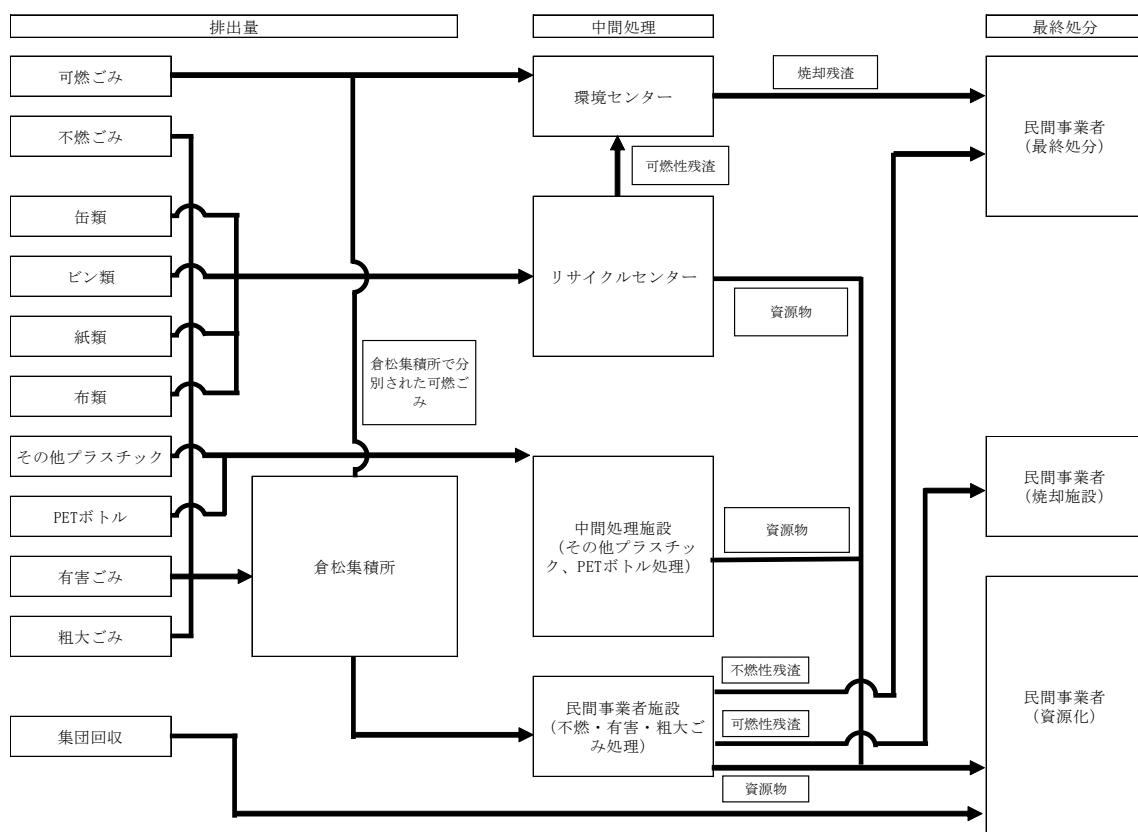 排出量
中間処理
最終処分
可燃ごみ
不燃ごみ
缶類
ビン類
紙類
布類
その他プラスチック
PETボトル
有害ごみ
粗大ごみ
集団回収
倉松集積所で分
別された可燃ご
み
倉松集積所
環境センター
可燃性残渣
リサイクルセンター
中間処理施設
(その他プラスチッ
ク、PETボトル処理)
民間事業者施設
(不燃・有害・粗大ご
み処理)
焼却残渣
資源物
資源物
不燃性残渣
可燃性残渣
資源物
民間事業者
(最終処分)
民間事業者
(焼却施設)
民間事業者
(資源化)